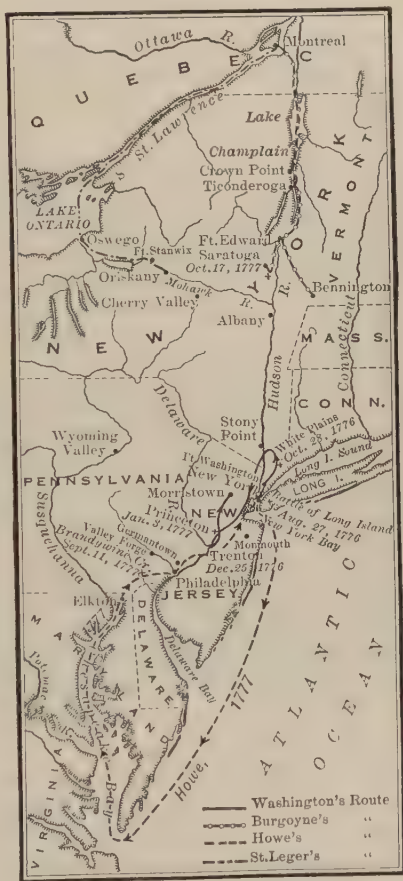 Ottawa R.
Montreal
QUEBEC
St. Lawrence
Lake
Champlain
Crown Point
Ticonderoga
LAKE
ONTARIO
Oswego
Ft. Stanwix
Ft. Edward
Saratoga
Oct. 17, 1777
Oriskany
Mohawk
R.
Cherry Valley
Bennington
VERMONT
NEW YORK
Albany
R.
Hudson
MASS.
Connecticut
CONN.
Delaware
Stony
Point
White Plains
Oct. 28, 1776
Wyoming
Valley
Ft. Washington
New York
Long I. Sound
LONG I.
PENNSYLVANIA
Morristown
R.
Battle of Long Island
Aug. 27 1776
New York Bay
Princeton
Jan. 3, 1777
NEW
JERSEY
Susquehanna
Valley Forge
Germantown
Brandywine Cr.
Sept. 11, 1777
Monmouth
Trenton
Dec. 25, 1776
Philadelphia
Elkton
MARYLAND
DELAWARE
Delaware Bay
Potomac
Bay
VIRGINIA
Howe, 1777
ATLANTIC
OCEAN
Washington's Route
Burgoyne's "
Howe's "
St. Leger's "